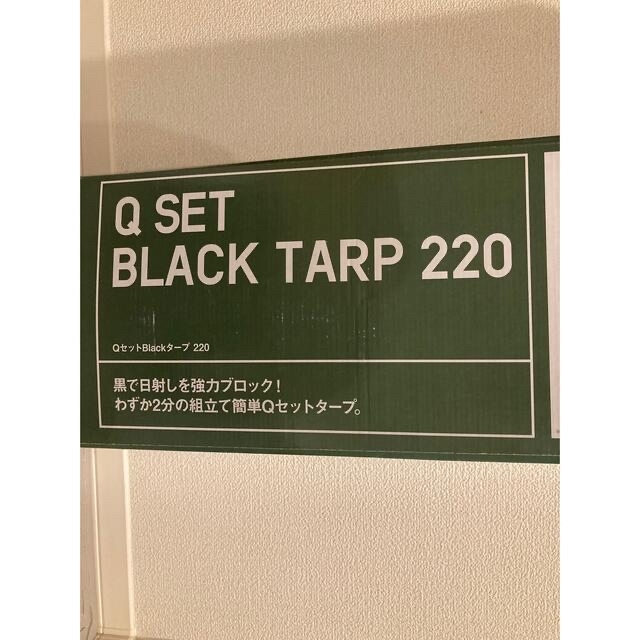 Q SET
BLACK TARP 220
QセットBlackタープ 220
黒で日射しを強力ブロック!
わずか2分の組立て簡単Qセットタープ。